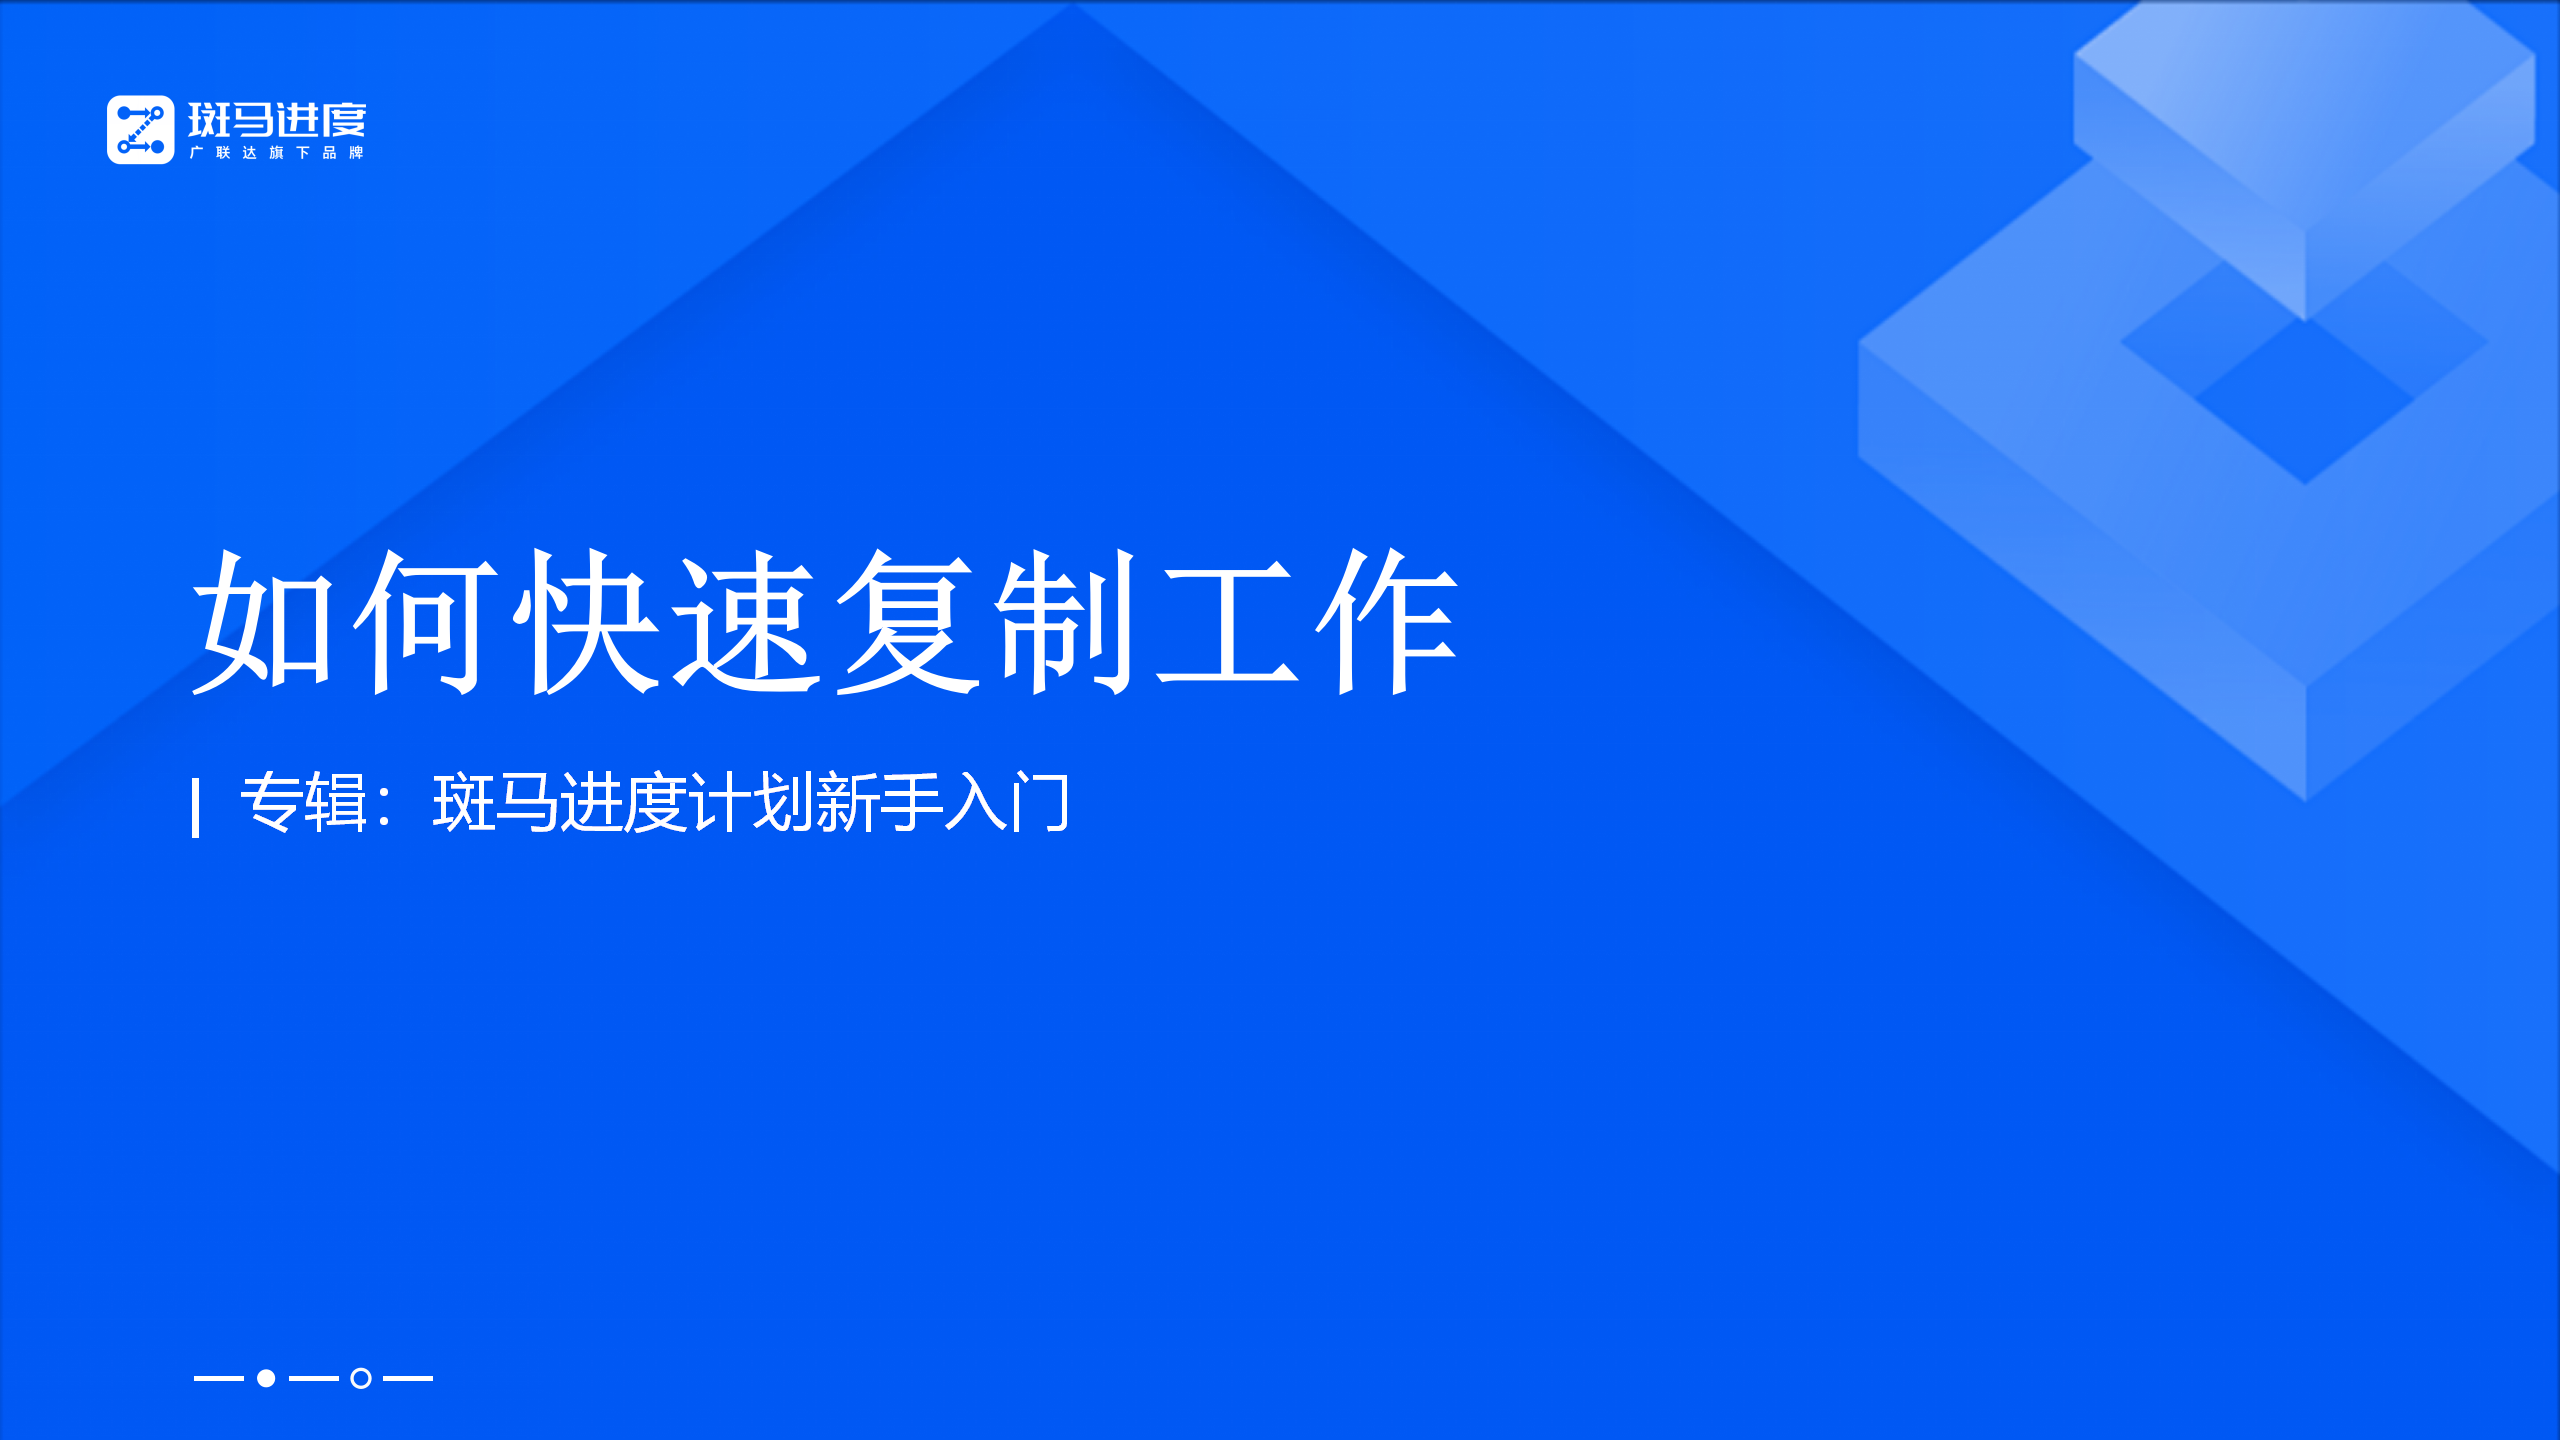 斑马进度
广联达旗下品牌
如何快速复制工作
专辑：斑马进度计划新手入门